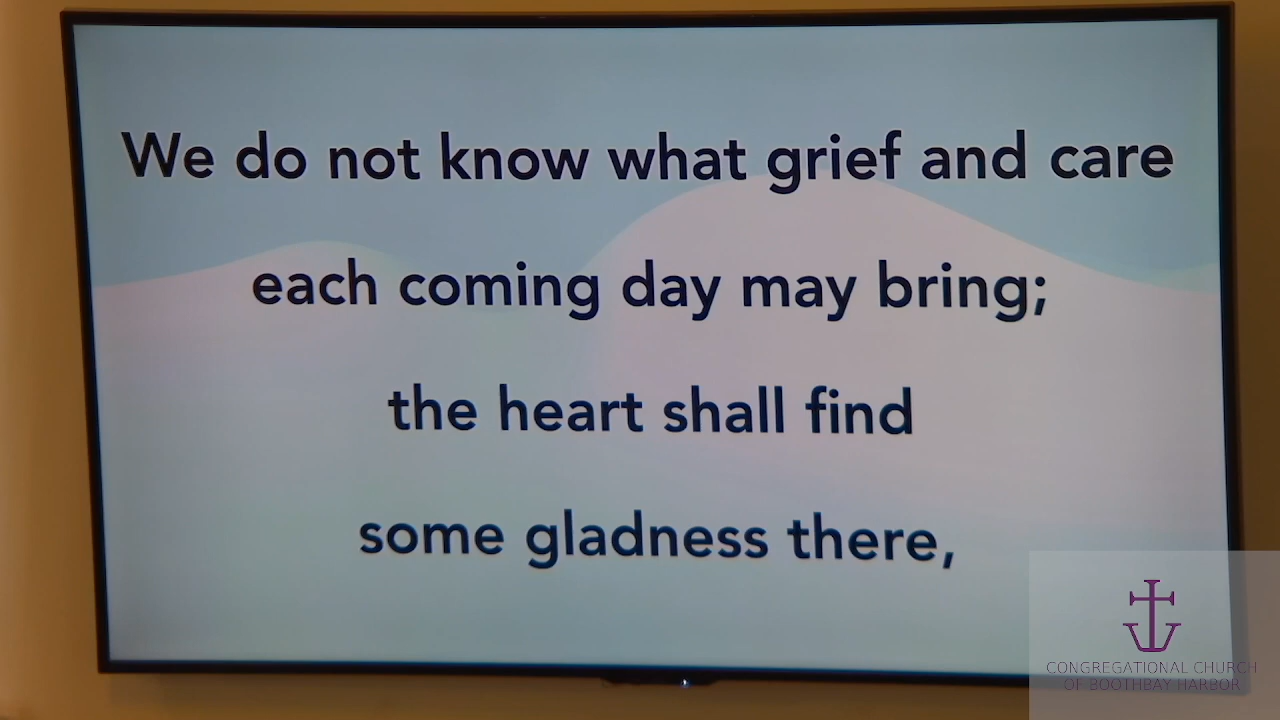 We do not know what grief and care
each coming day may bring;
the heart shall find
some gladness there,
CONGREGATIONAL CHURCH
OF BOOTHBAY HARBOR